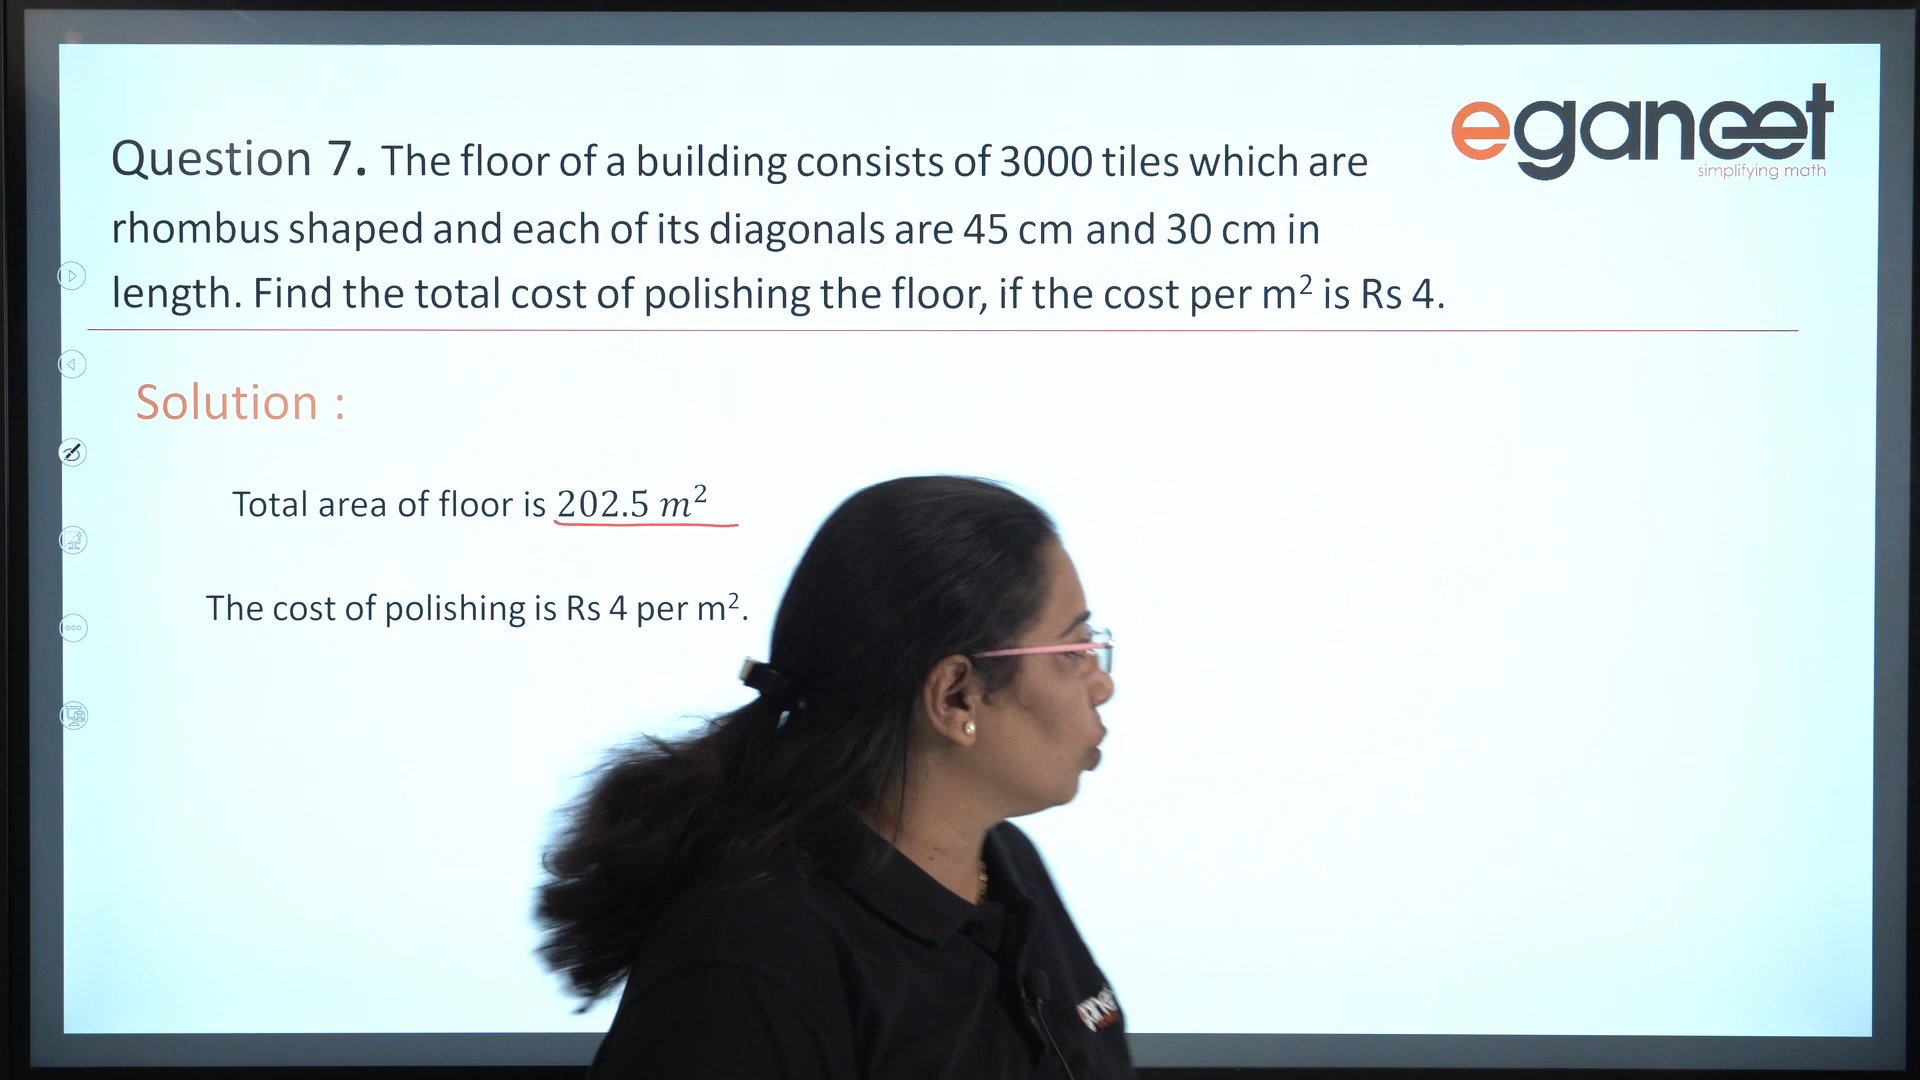 eganeet
simplifying math
Question 7. The floor of a building consists of 3000 tiles which are
rhombus shaped and each of its diagonals are 45 cm and 30 cm in
length. Find the total cost of polishing the floor, if the cost per m² is Rs 4.
Solution :
Total area of floor is 202.5 m²
The cost of polishing is Rs 4 per m².